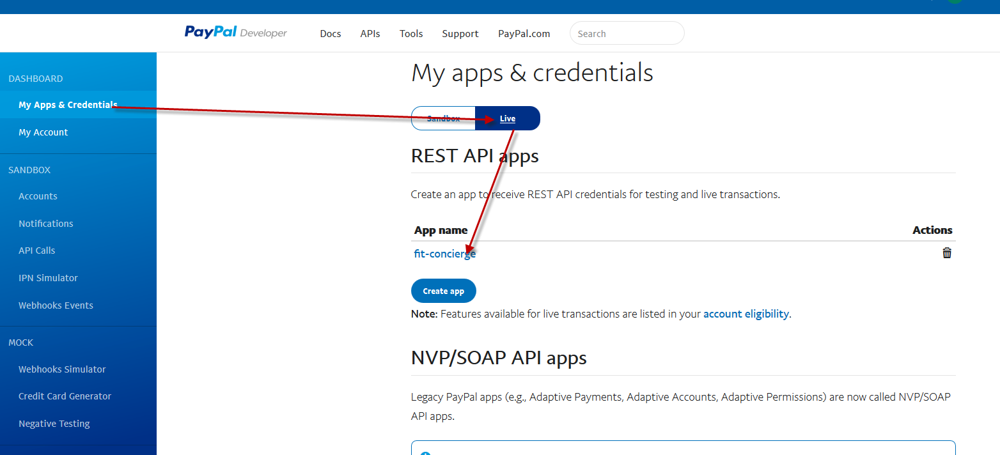 PayPal Developer
Docs
APIs
Tools
Support
PayPal.com
Search
DASHBOARD
My Apps & Credentials
My Account
SANDBOX
Accounts
Notifications
API Calls
IPN Simulator
Webhooks Events
MOCK
Webhooks Simulator
Credit Card Generator
Negative Testing
My apps & credentials
Sandbox
Live
REST API apps
Create an app to receive REST API credentials for testing and live transactions.
App name
Actions
fit-concierge
Create app
Note: Features available for live transactions are listed in your account eligibility.
NVP/SOAP API apps
Legacy PayPal apps (e.g., Adaptive Payments, Adaptive Accounts, Adaptive Permissions) are now called NVP/SOAP
API apps.